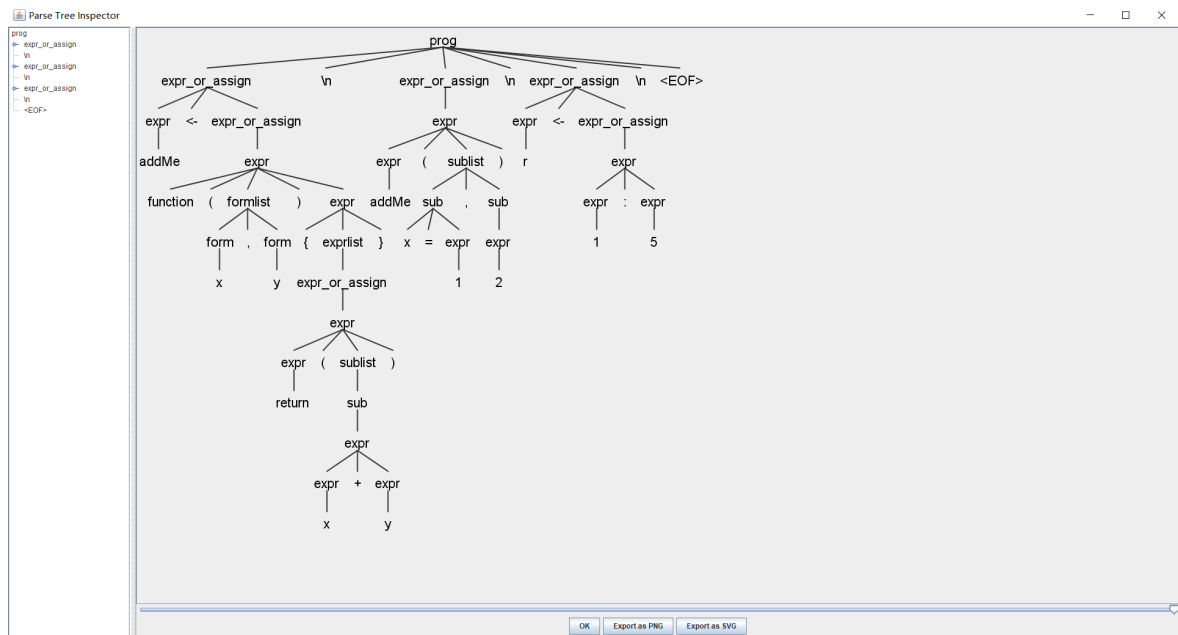 Parse Tree Inspector
prog
expr_or_assign
\n
expr_or_assign
\n
expr_or_assign
\n
<EOF>
prog
expr_or_assign \n expr_or_assign \n expr_or_assign \n <EOF>
expr <- expr_or_assign expr expr <- expr_or_assign
addMe expr expr ( sublist ) r expr
function ( formlist ) expr addMe sub , sub expr : expr
form , form { exprlist } x = expr expr 1 5
x y expr_or_assign 1 2
expr
expr ( sublist )
return sub
expr
expr + expr
x y
OK Export as PNG Export as SVG